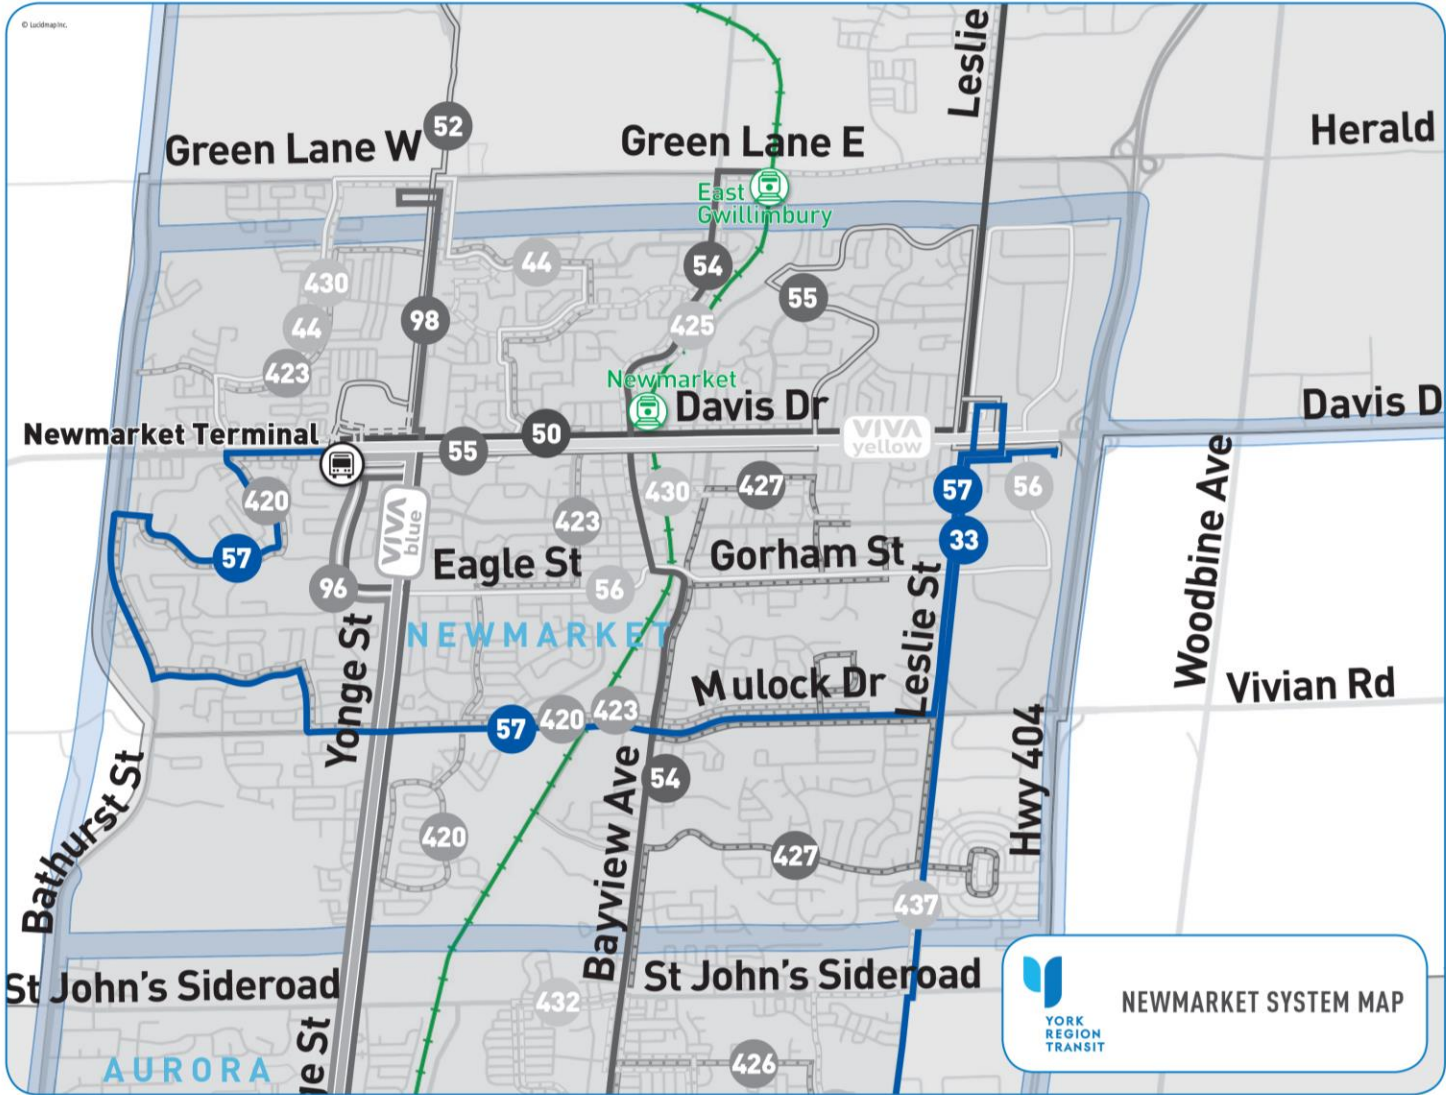 © Lucidmap Inc.
Leslie
52
Green Lane W
Green Lane E
Herald
East
Gwillimbury
44
54
430
55
98
425
44
423
Newmarket
Davis Dr
Davis D
Newmarket Terminal
50
VIVA
yellow
55
57
56
420
430
427
VIVA
blue
423
33
57
Eagle St
Gorham St
96
56
Leslie St
Woodbine Ave
NEWMARKET
Yonge St
Mulock Dr
Vivian Rd
57
420
423
Hwy 404
Bathurst St
54
Bayview Ave
420
427
437
St John's Sideroad
St John's Sideroad
432
ge St
AURORA
426
YORK
REGION
TRANSIT
NEWMARKET SYSTEM MAP